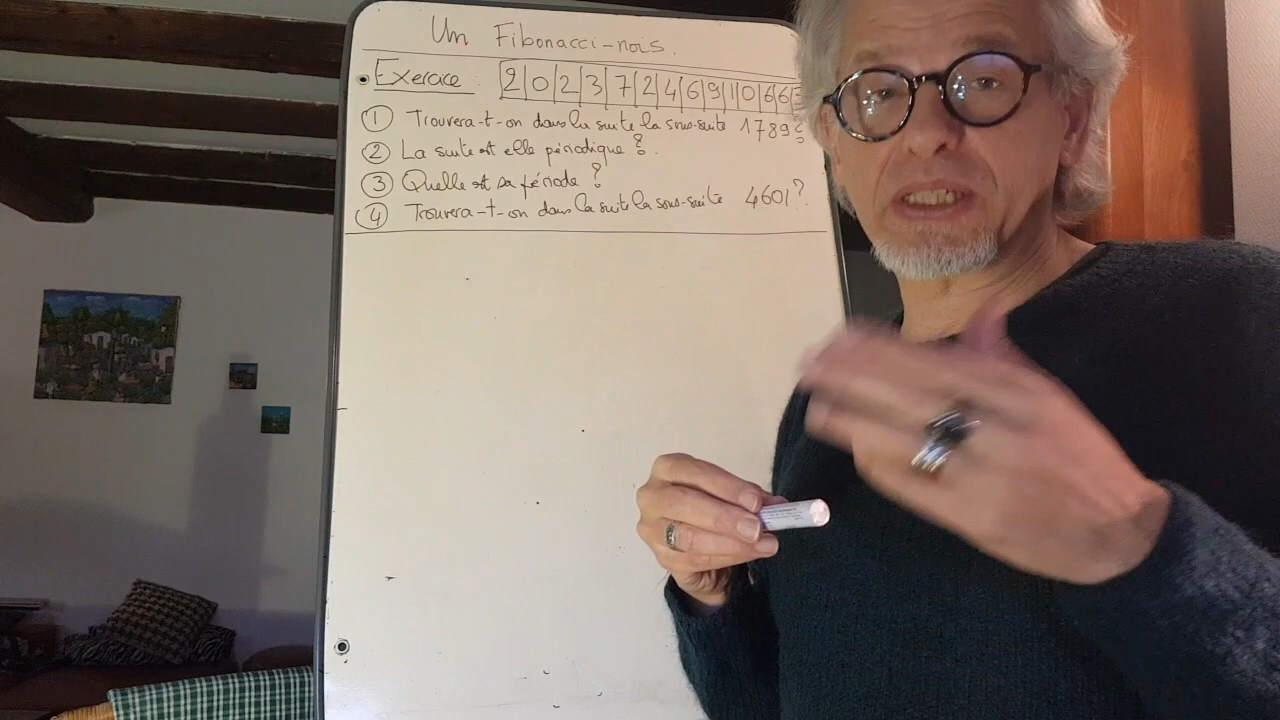 Un Fibonacci-nois.
Exercice : 2 0 2 3 7 2 4 6 9 1 0 6 6
① Trouvera-t-on dans la suite la sous-suite 1789?
② La suite est elle périodique ?
③ Quelle est sa période ?
④ Trouvera-t-on dans la suite la sous-suite 4601?